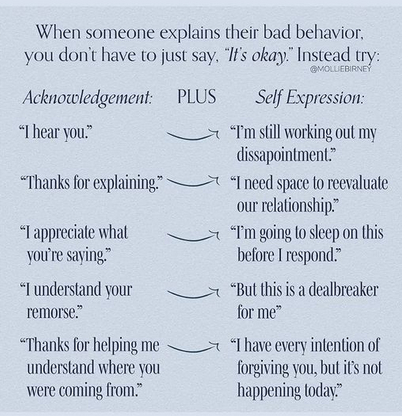 When someone explains their bad behavior,
you don't have to just say, "It's okay." Instead try:
@MOLLIEBIRNEY
Acknowledgement: PLUS Self Expression:
"I hear you." "I'm still working out my
dissapointment."
"Thanks for explaining." "I need space to reevaluate
our relationship."
"I appreciate what "I'm going to sleep on this
you're saying." before I respond."
"I understand your "But this is a dealbreaker
remorse." for me"
"Thanks for helping me "I have every intention of
understand where you forgiving you, but it's not
were coming from." happening today."